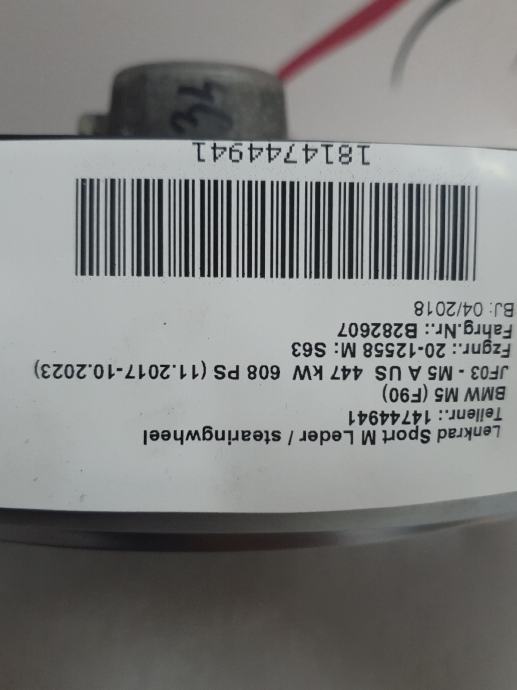 Lenkrad Sport M Leder / stearingwheel
Teilenr.: 14744941
BMW M5 (F90)
JF03 - M5 A US 447 kW 608 PS (11.2017-10.2023)
Fzgnr.: 20-12558 M: S63
Fahrg.Nr.: B282607
BJ: 04/2018
1814744941